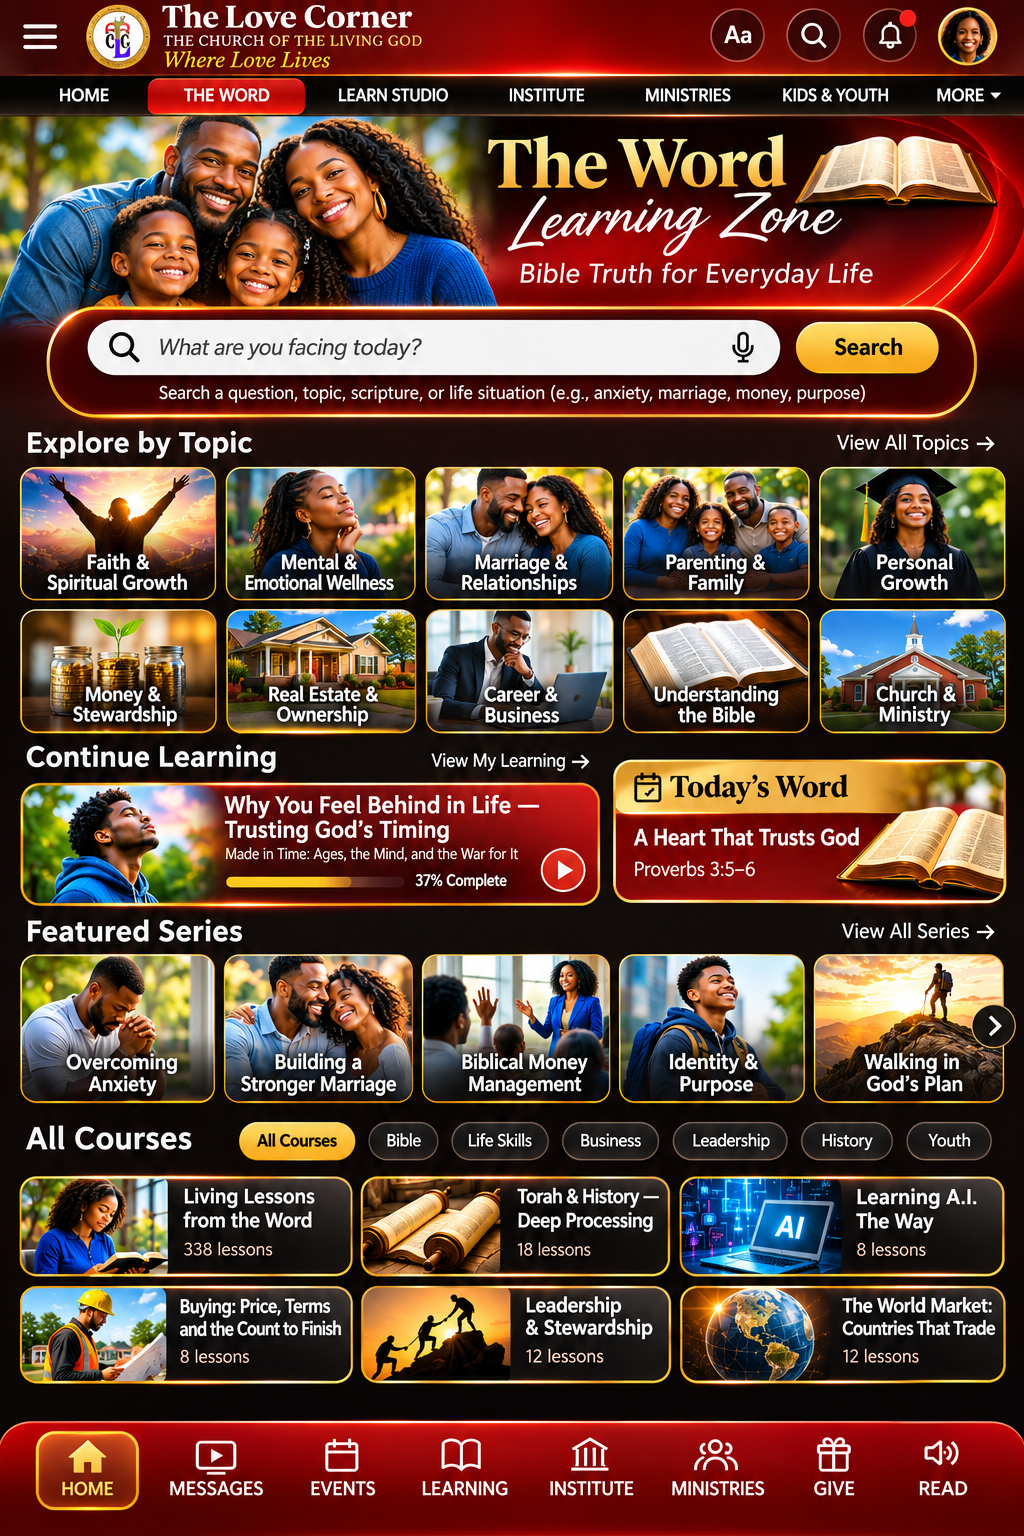 The Love Corner
THE CHURCH OF THE LIVING GOD
Where Love Lives
CLC
Aa
HOME
THE WORD
LEARN STUDIO
INSTITUTE
MINISTRIES
KIDS & YOUTH
MORE
The Word
Learning Zone
Bible Truth for Everyday Life
What are you facing today?
Search
Search a question, topic, scripture, or life situation (e.g., anxiety, marriage, money, purpose)
Explore by Topic
View All Topics →
Faith &
Spiritual Growth
Mental &
Emotional Wellness
Marriage &
Relationships
Parenting &
Family
Personal
Growth
Money &
Stewardship
Real Estate &
Ownership
Career &
Business
Understanding
the Bible
Church &
Ministry
Continue Learning
View My Learning →
Why You Feel Behind in Life —
Trusting God's Timing
Made in Time: Ages, the Mind, and the War for It
37% Complete
Today's Word
A Heart That Trusts God
Proverbs 3:5–6
Featured Series
View All Series →
Overcoming
Anxiety
Building a
Stronger Marriage
Biblical Money
Management
Identity &
Purpose
Walking in
God's Plan
All Courses
All Courses
Bible
Life Skills
Business
Leadership
History
Youth
Living Lessons
from the Word
338 lessons
Torah & History —
Deep Processing
18 lessons
AI
Learning A.I.
The Way
8 lessons
Buying: Price, Terms
and the Count to Finish
8 lessons
Leadership
& Stewardship
12 lessons
The World Market:
Countries That Trade
12 lessons
HOME
MESSAGES
EVENTS
LEARNING
INSTITUTE
MINISTRIES
GIVE
READ